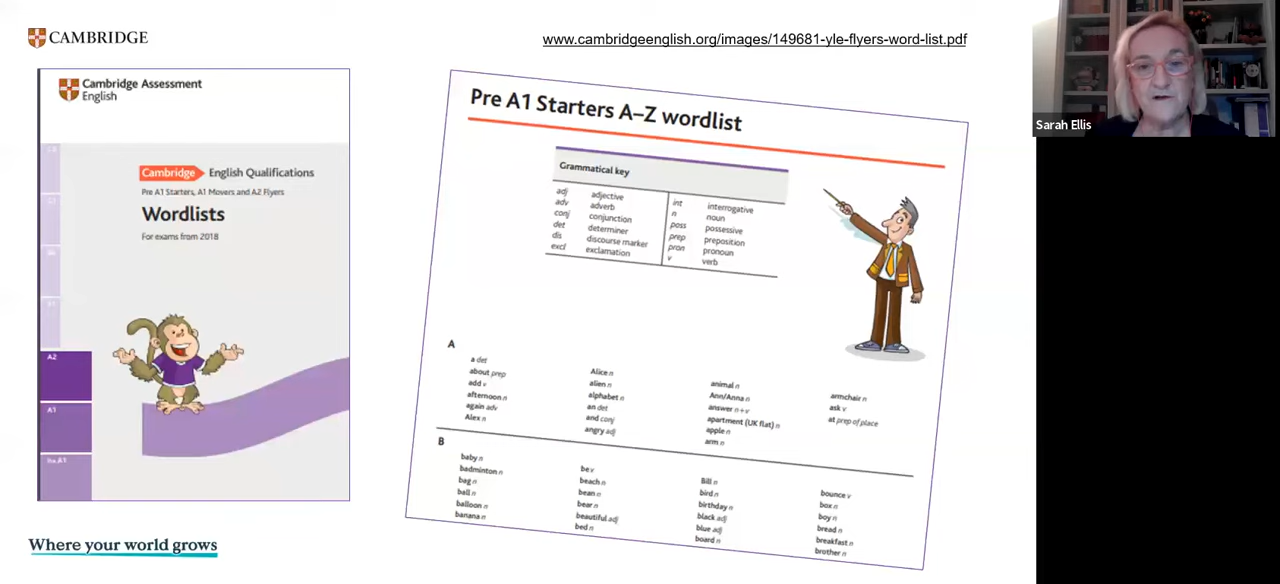 CAMBRIDGE
www.cambridgeenglish.org/images/149681-yle-flyers-word-list.pdf
Cambridge Assessment
English
Cambridge English Qualifications
Pre A1 Starters, A1 Movers and A2 Flyers
Wordlists
For exams from 2018
A2
A1
Pre A1
Where your world grows
Pre A1 Starters A–Z wordlist
Grammatical key
adj adjective
adv adverb
conj conjunction
det determiner
dis discourse marker
excl exclamation
int interrogative
n noun
poss possessive
prep preposition
pron pronoun
v verb
A
a det
about prep
add v
afternoon n
again adv
Alex n
Alice n
alien n
alphabet n
an det
and conj
angry adj
animal n
Ann/Anna n
answer n + v
apartment (UK flat) n
apple n
arm n
armchair n
ask v
at prep of place
B
baby n
badminton n
bag n
ball n
balloon n
banana n
be v
beach n
bean n
bear n
beautiful adj
bed n
Bill n
bird n
birthday n
black adj
blue adj
board n
bounce v
box n
boy n
bread n
breakfast n
brother n
Sarah Ellis